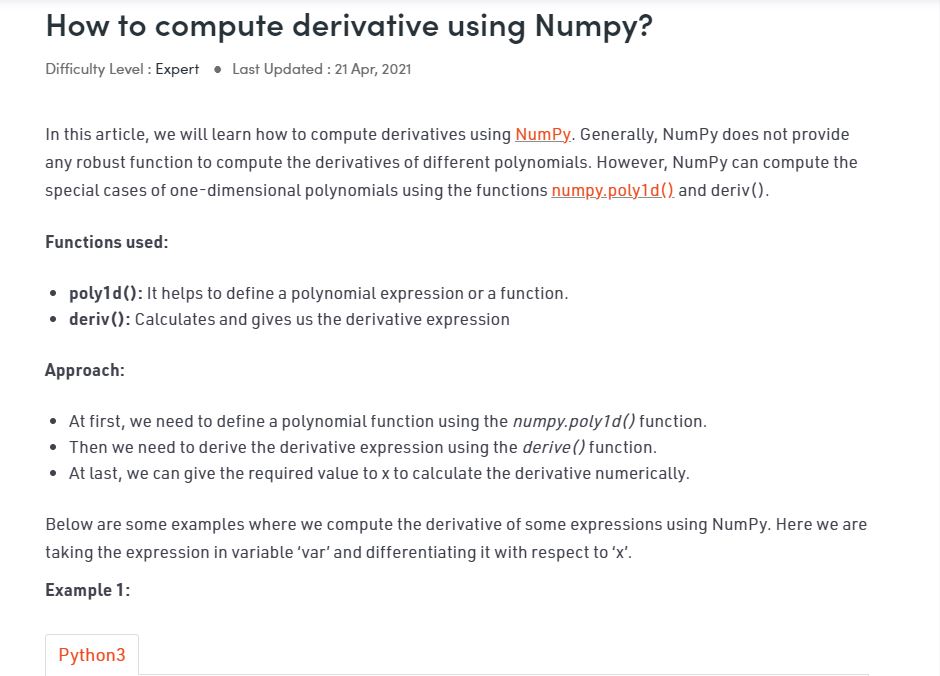 How to compute derivative using Numpy?
Difficulty Level : Expert ● Last Updated : 21 Apr, 2021
In this article, we will learn how to compute derivatives using NumPy. Generally, NumPy does not provide
any robust function to compute the derivatives of different polynomials. However, NumPy can compute the
special cases of one-dimensional polynomials using the functions numpy.poly1d() and deriv().
Functions used:
• poly1d(): It helps to define a polynomial expression or a function.
• deriv(): Calculates and gives us the derivative expression
Approach:
• At first, we need to define a polynomial function using the numpy.poly1d() function.
• Then we need to derive the derivative expression using the derive() function.
• At last, we can give the required value to x to calculate the derivative numerically.
Below are some examples where we compute the derivative of some expressions using NumPy. Here we are
taking the expression in variable ‘var’ and differentiating it with respect to ‘x’.
Example 1:
Python3